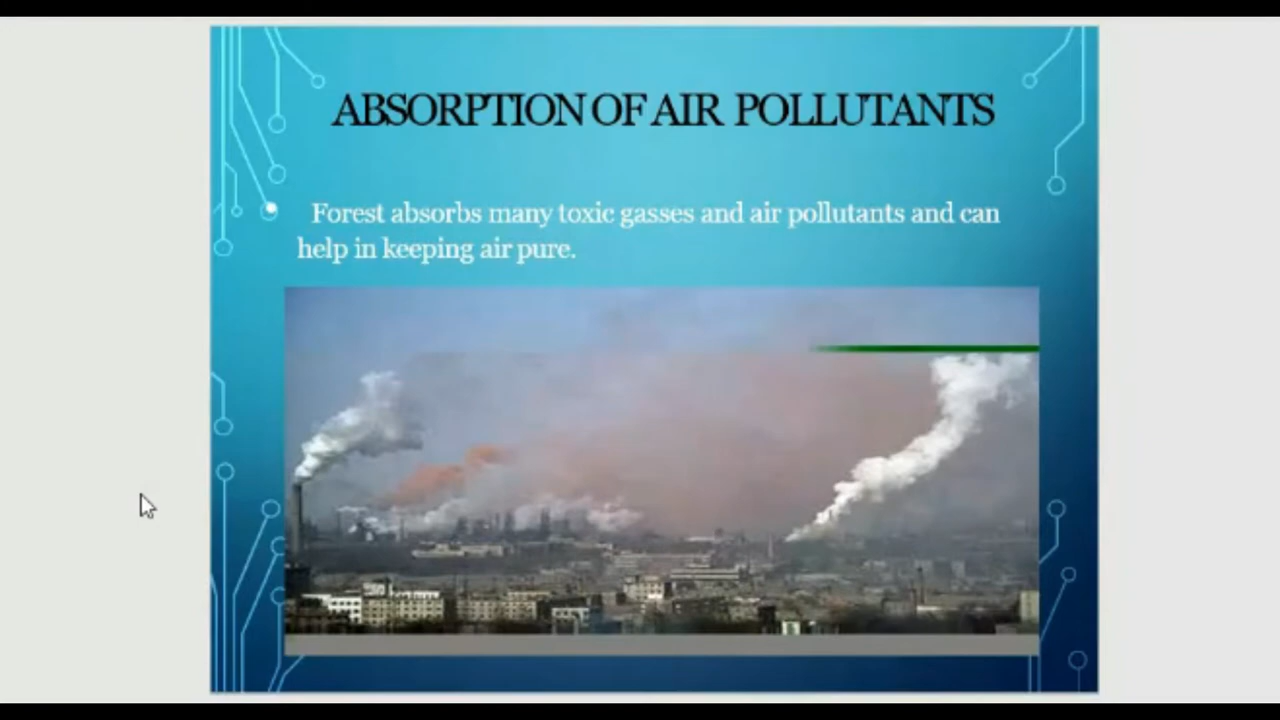 ABSORPTION OF AIR POLLUTANTS
Forest absorbs many toxic gasses and air pollutants and can
help in keeping air pure.